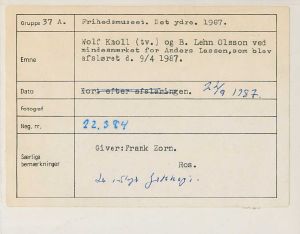 Gruppe 37 A. Frihedsmuseet. Det ydre. 1987.
Emne Wolf Knoll (tv.) og B. Lehn Olsson ved
mindesmærket for Anders Lassen, som blev
afsløret d. 9/4 1987.
Dato Kort efter afsløringen. 22/9 1987.
Fotograf
Neg. nr. 22.384
Særlige
bemærkninger
Giver: Frank Zorn.
Ros.